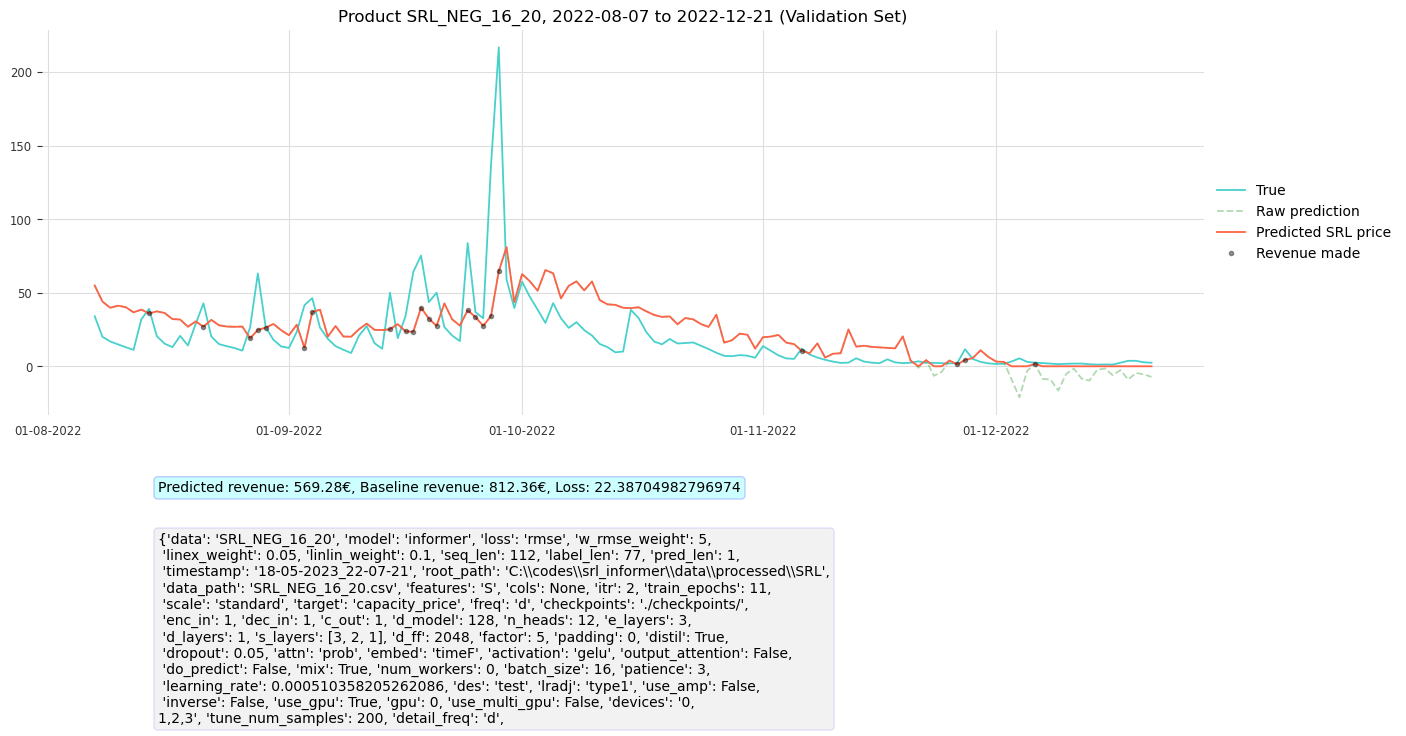 Product SRL_NEG_16_20, 2022-08-07 to 2022-12-21 (Validation Set)
200
150
100
50
0
01-08-2022
01-09-2022
01-10-2022
01-11-2022
01-12-2022
True
Raw prediction
Predicted SRL price
Revenue made
Predicted revenue: 569.28€, Baseline revenue: 812.36€, Loss: 22.38704982796974
{'data': 'SRL_NEG_16_20', 'model': 'informer', 'loss': 'rmse', 'w_rmse_weight': 5,
'linex_weight': 0.05, 'linlin_weight': 0.1, 'seq_len': 112, 'label_len': 77, 'pred_len': 1,
'timestamp': '18-05-2023_22-07-21', 'root_path': 'C:\\codes\\srl_informer\\data\\processed\\SRL',
'data_path': 'SRL_NEG_16_20.csv', 'features': 'S', 'cols': None, 'itr': 2, 'train_epochs': 11,
'scale': 'standard', 'target': 'capacity_price', 'freq': 'd', 'checkpoints': './checkpoints/',
'enc_in': 1, 'dec_in': 1, 'c_out': 1, 'd_model': 128, 'n_heads': 12, 'e_layers': 3,
'd_layers': 1, 's_layers': [3, 2, 1], 'd_ff': 2048, 'factor': 5, 'padding': 0, 'distil': True,
'dropout': 0.05, 'attn': 'prob', 'embed': 'timeF', 'activation': 'gelu', 'output_attention': False,
'do_predict': False, 'mix': True, 'num_workers': 0, 'batch_size': 16, 'patience': 3,
'learning_rate': 0.000510358205262086, 'des': 'test', 'lradj': 'type1', 'use_amp': False,
'inverse': False, 'use_gpu': True, 'gpu': 0, 'use_multi_gpu': False, 'devices': '0,
1,2,3', 'tune_num_samples': 200, 'detail_freq': 'd',